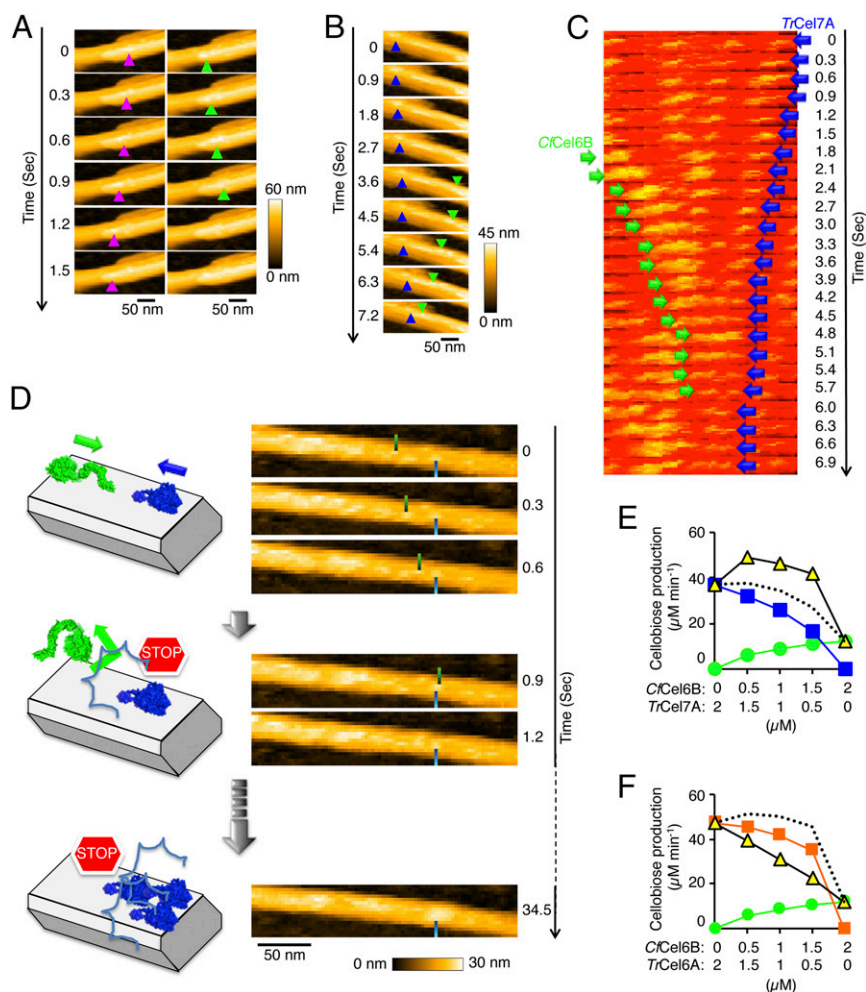 A
Time (Sec)
0
0.3
0.6
0.9
1.2
1.5
60 nm
0 nm
50 nm
50 nm
B
Time (Sec)
0
0.9
1.8
2.7
3.6
4.5
5.4
6.3
7.2
45 nm
0 nm
50 nm
C
TrCel7A
CfCel6B
0
0.3
0.6
0.9
1.2
1.5
1.8
2.1
2.4
2.7
3.0
3.3
3.6
3.9
4.2
4.5
4.8
5.1
5.4
5.7
6.0
6.3
6.6
6.9
Time (Sec)
D
STOP
STOP
0
0.3
0.6
0.9
1.2
34.5
Time (Sec)
50 nm
0 nm
30 nm
E
Cellobiose production
(µM min⁻¹)
60
40
20
0
CfCel6B: 0 0.5 1 1.5 2
TrCel7A: 2 1.5 1 0.5 0
(µM)
F
Cellobiose production
(µM min⁻¹)
60
40
20
0
CfCel6B: 0 0.5 1 1.5 2
TrCel6A: 2 1.5 1 0.5 0
(µM)